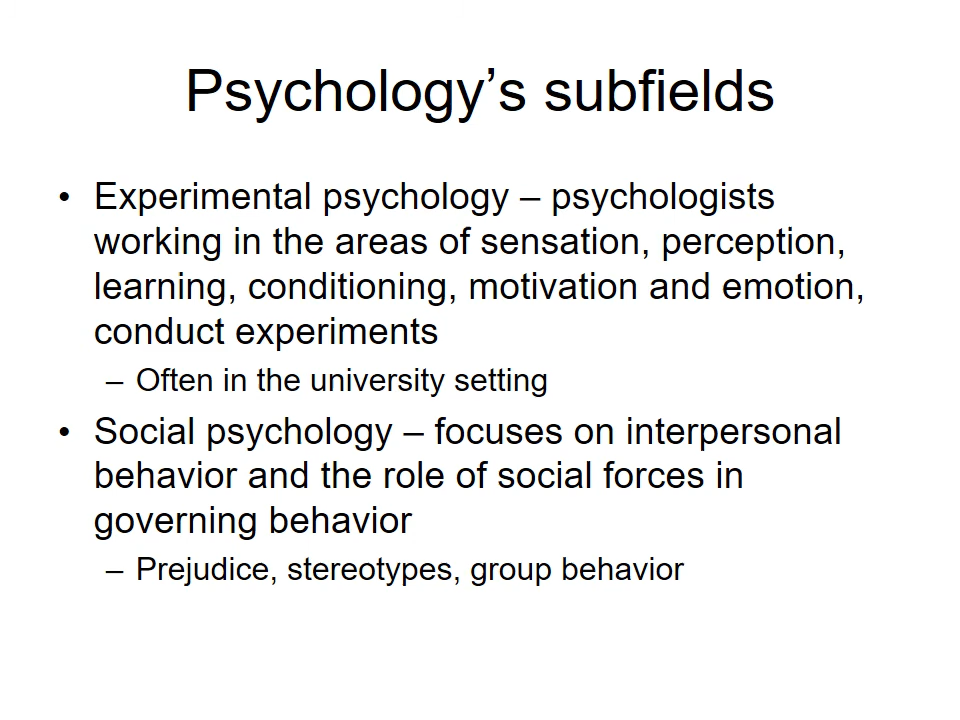 Psychology’s subfields
• Experimental psychology – psychologists
working in the areas of sensation, perception,
learning, conditioning, motivation and emotion,
conduct experiments
– Often in the university setting
• Social psychology – focuses on interpersonal
behavior and the role of social forces in
governing behavior
– Prejudice, stereotypes, group behavior